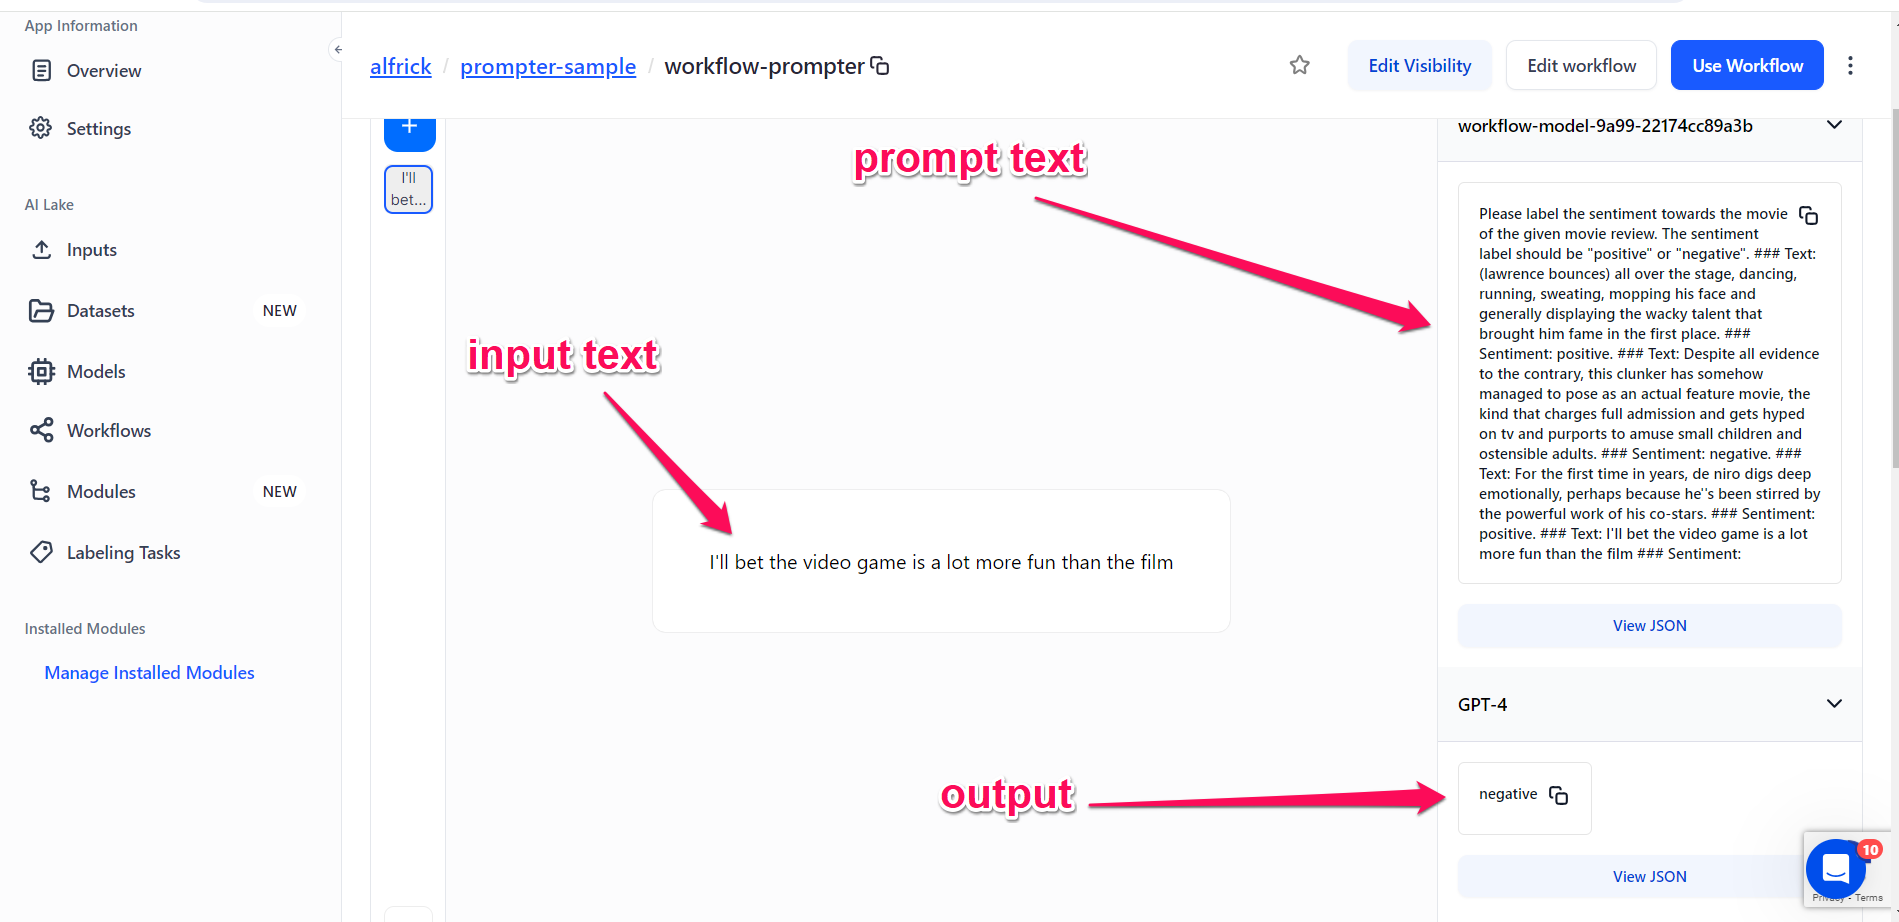 App Information
Overview
Settings
AI Lake
Inputs
Datasets NEW
Models
Workflows
Modules NEW
Labeling Tasks
Installed Modules
Manage Installed Modules
alfrick / prompter-sample / workflow-prompter
Edit Visibility
Edit workflow
Use Workflow
+
I'll
bet...
prompt text
input text
I'll bet the video game is a lot more fun than the film
output
workflow-model-9a99-22174cc89a3b
Please label the sentiment towards the movie
of the given movie review. The sentiment
label should be "positive" or "negative". ### Text:
(lawrence bounces) all over the stage, dancing,
running, sweating, mopping his face and
generally displaying the wacky talent that
brought him fame in the first place. ###
Sentiment: positive. ### Text: Despite all evidence
to the contrary, this clunker has somehow
managed to pose as an actual feature movie, the
kind that charges full admission and gets hyped
on tv and purports to amuse small children and
ostensible adults. ### Sentiment: negative. ###
Text: For the first time in years, de niro digs deep
emotionally, perhaps because he''s been stirred by
the powerful work of his co-stars. ### Sentiment:
positive. ### Text: I'll bet the video game is a lot
more fun than the film ### Sentiment:
View JSON
GPT-4
negative
View JSON
10
Privacy - Terms